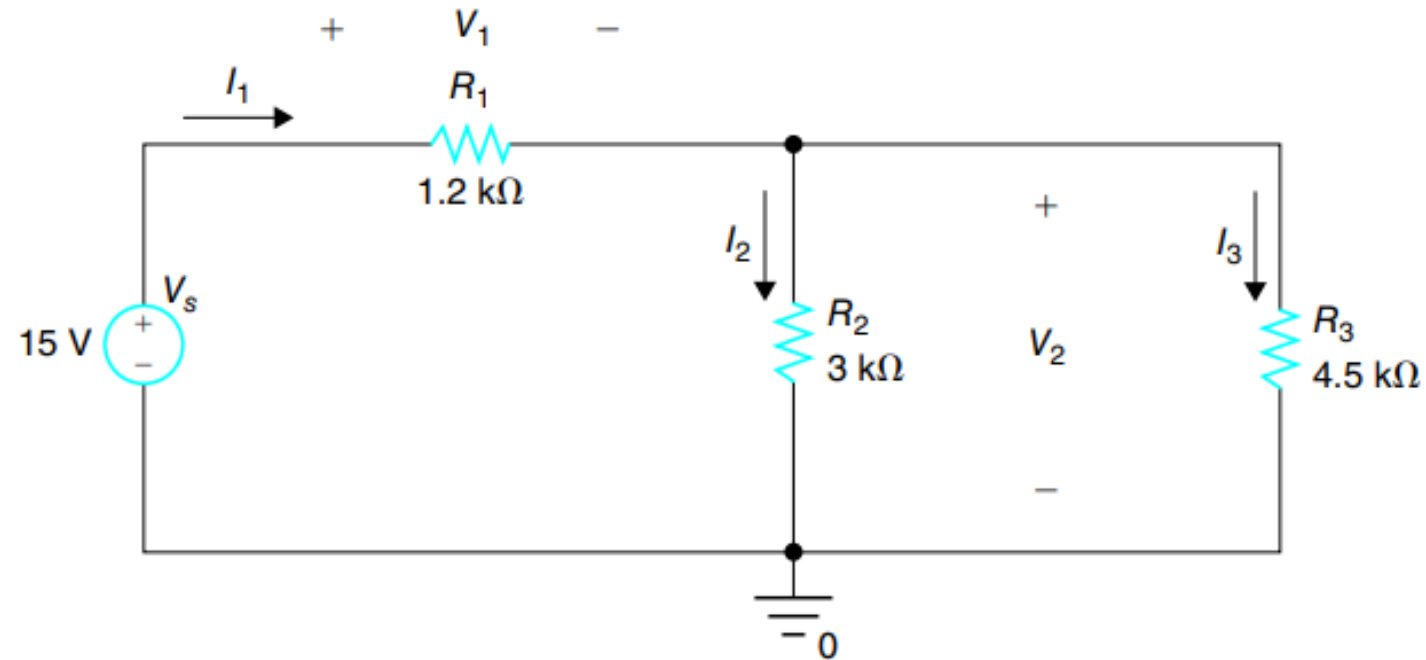 + V₁ −
I₁
R₁
1.2 kΩ
Vₛ
15 V
+
−
I₂
R₂
3 kΩ
+
V₂
−
I₃
R₃
4.5 kΩ
0